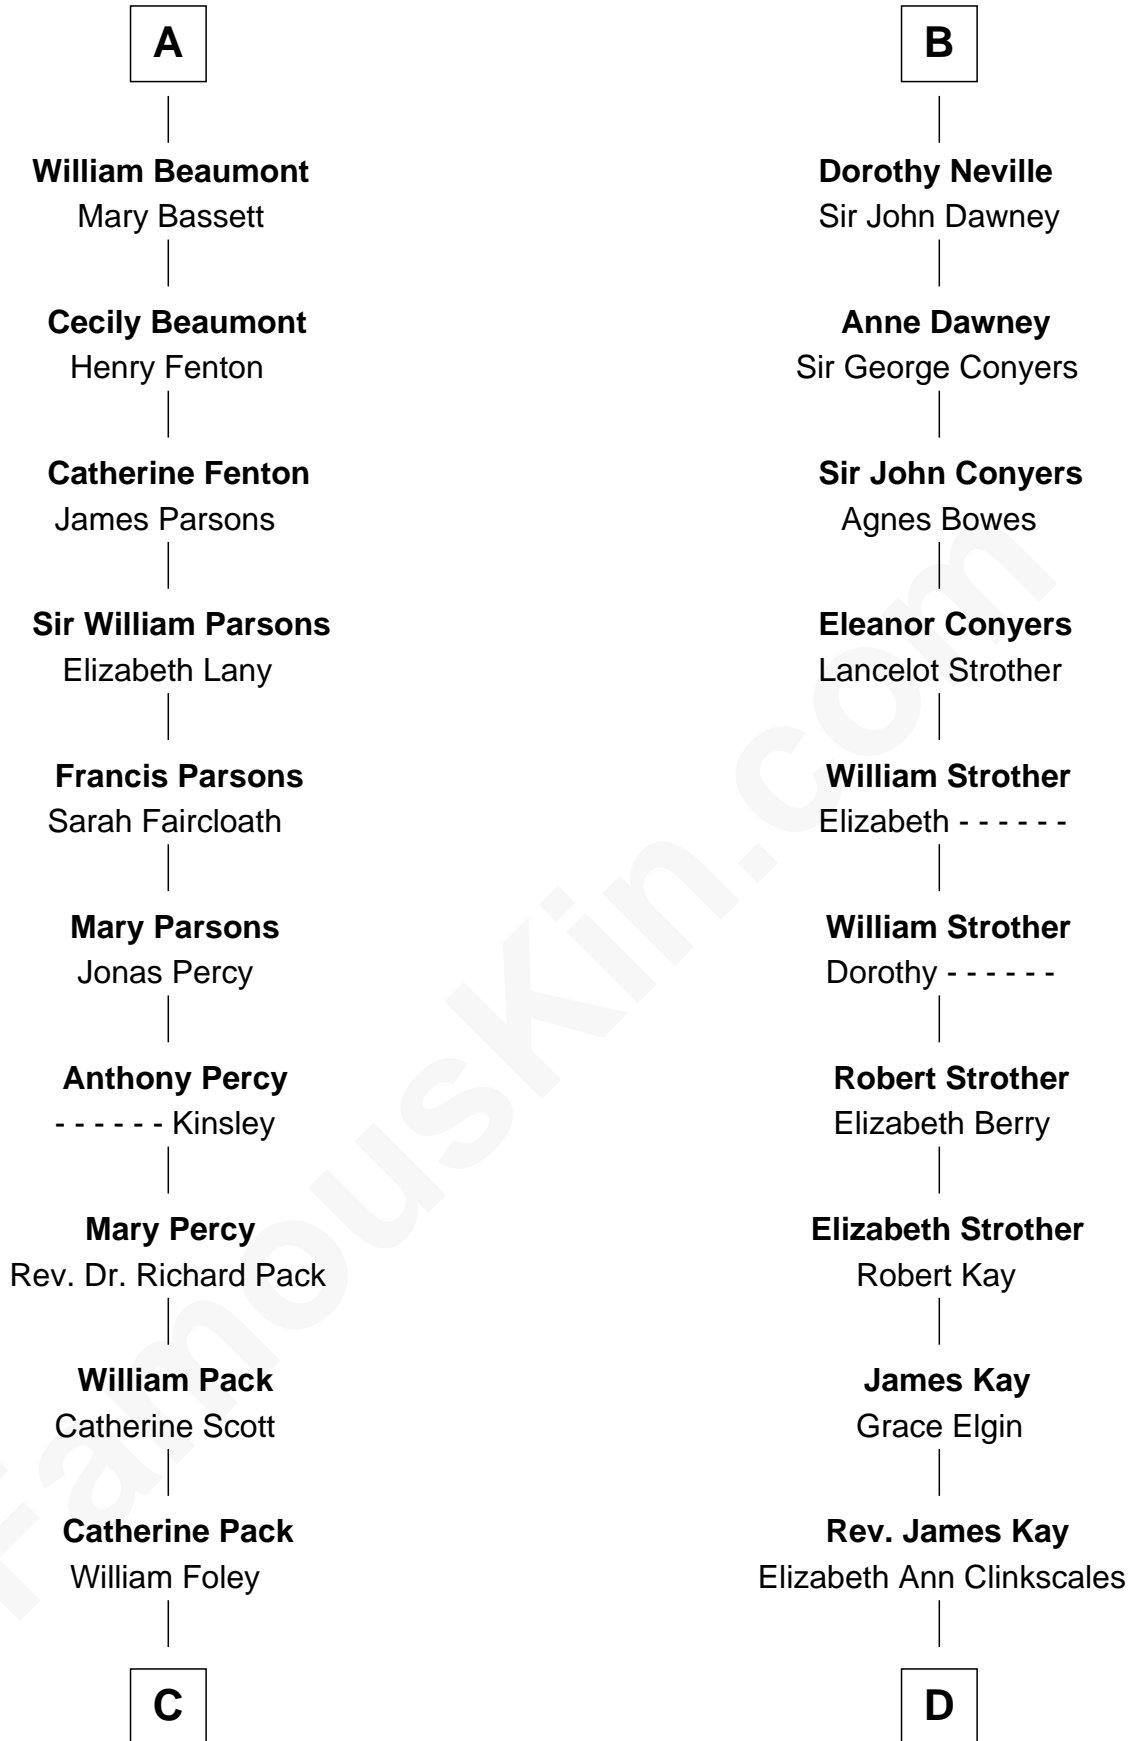 A
William Beaumont
Mary Bassett
Cecily Beaumont
Henry Fenton
Catherine Fenton
James Parsons
Sir William Parsons
Elizabeth Lany
Francis Parsons
Sarah Faircloath
Mary Parsons
Jonas Percy
Anthony Percy
- - - - - - Kinsley
Mary Percy
Rev. Dr. Richard Pack
William Pack
Catherine Scott
Catherine Pack
William Foley
C
B
Dorothy Neville
Sir John Dawney
Anne Dawney
Sir George Conyers
Sir John Conyers
Agnes Bowes
Eleanor Conyers
Lancelot Strother
William Strother
Elizabeth - - - - - -
William Strother
Dorothy - - - - - -
Robert Strother
Elizabeth Berry
Elizabeth Strother
Robert Kay
James Kay
Grace Elgin
Rev. James Kay
Elizabeth Ann Clinkscales
D
FamousKin.com